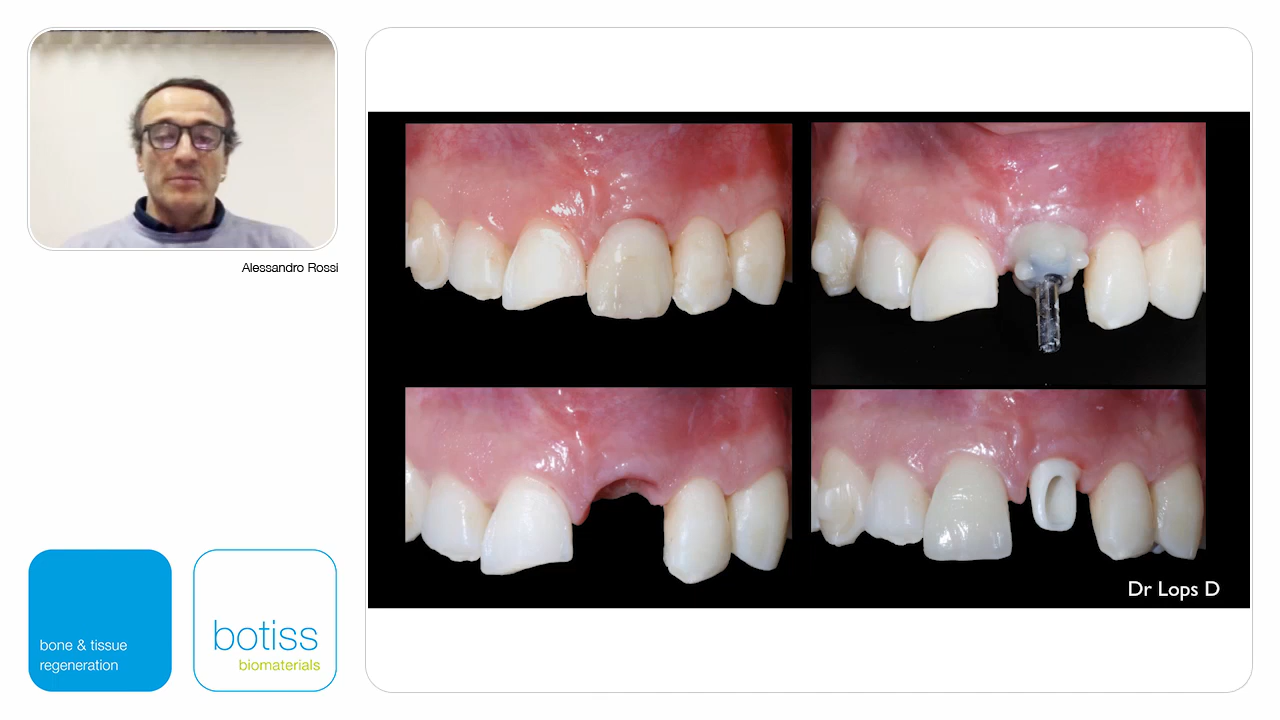 Alessandro Rossi
bone & tissue
regeneration
botiss
biomaterials
Dr Lops D